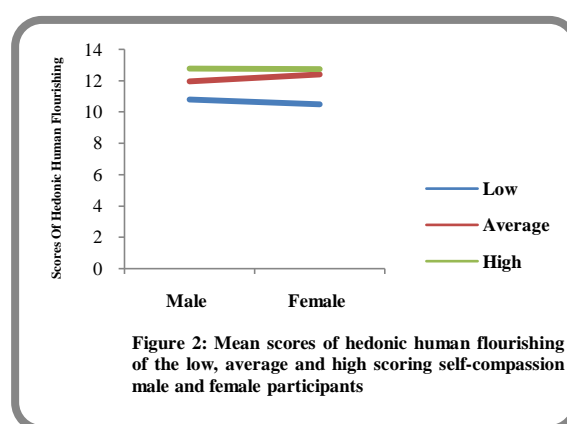 Scores Of Hedonic Human Flourishing
14
12
10
8
6
4
2
0
Male Female
Low
Average
High
Figure 2: Mean scores of hedonic human flourishing
of the low, average and high scoring self-compassion
male and female participants